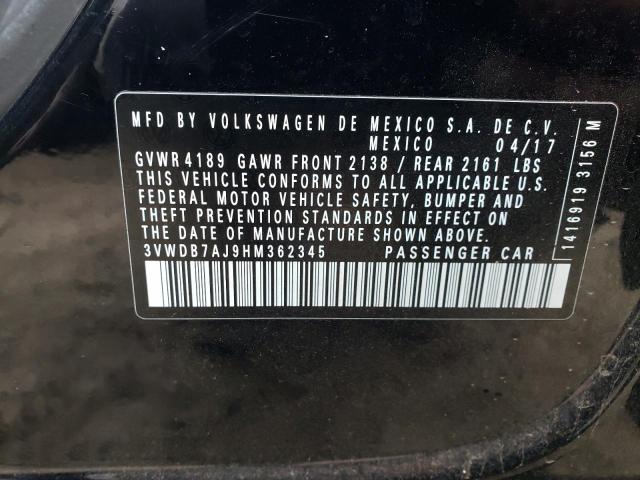 MFD BY VOLKSWAGEN DE MEXICO S.A. DE C.V.
MEXICO 04/17
GVWR 4189 GAWR FRONT 2138 / REAR 2161 LBS
THIS VEHICLE CONFORMS TO ALL APPLICABLE U.S.
FEDERAL MOTOR VEHICLE SAFETY, BUMPER AND
THEFT PREVENTION STANDARDS IN EFFECT ON
THE DATE OF MANUFACTURE SHOWN ABOVE.
3VWDB7AJ9HM362345 PASSENGER CAR
1416919 3156 M